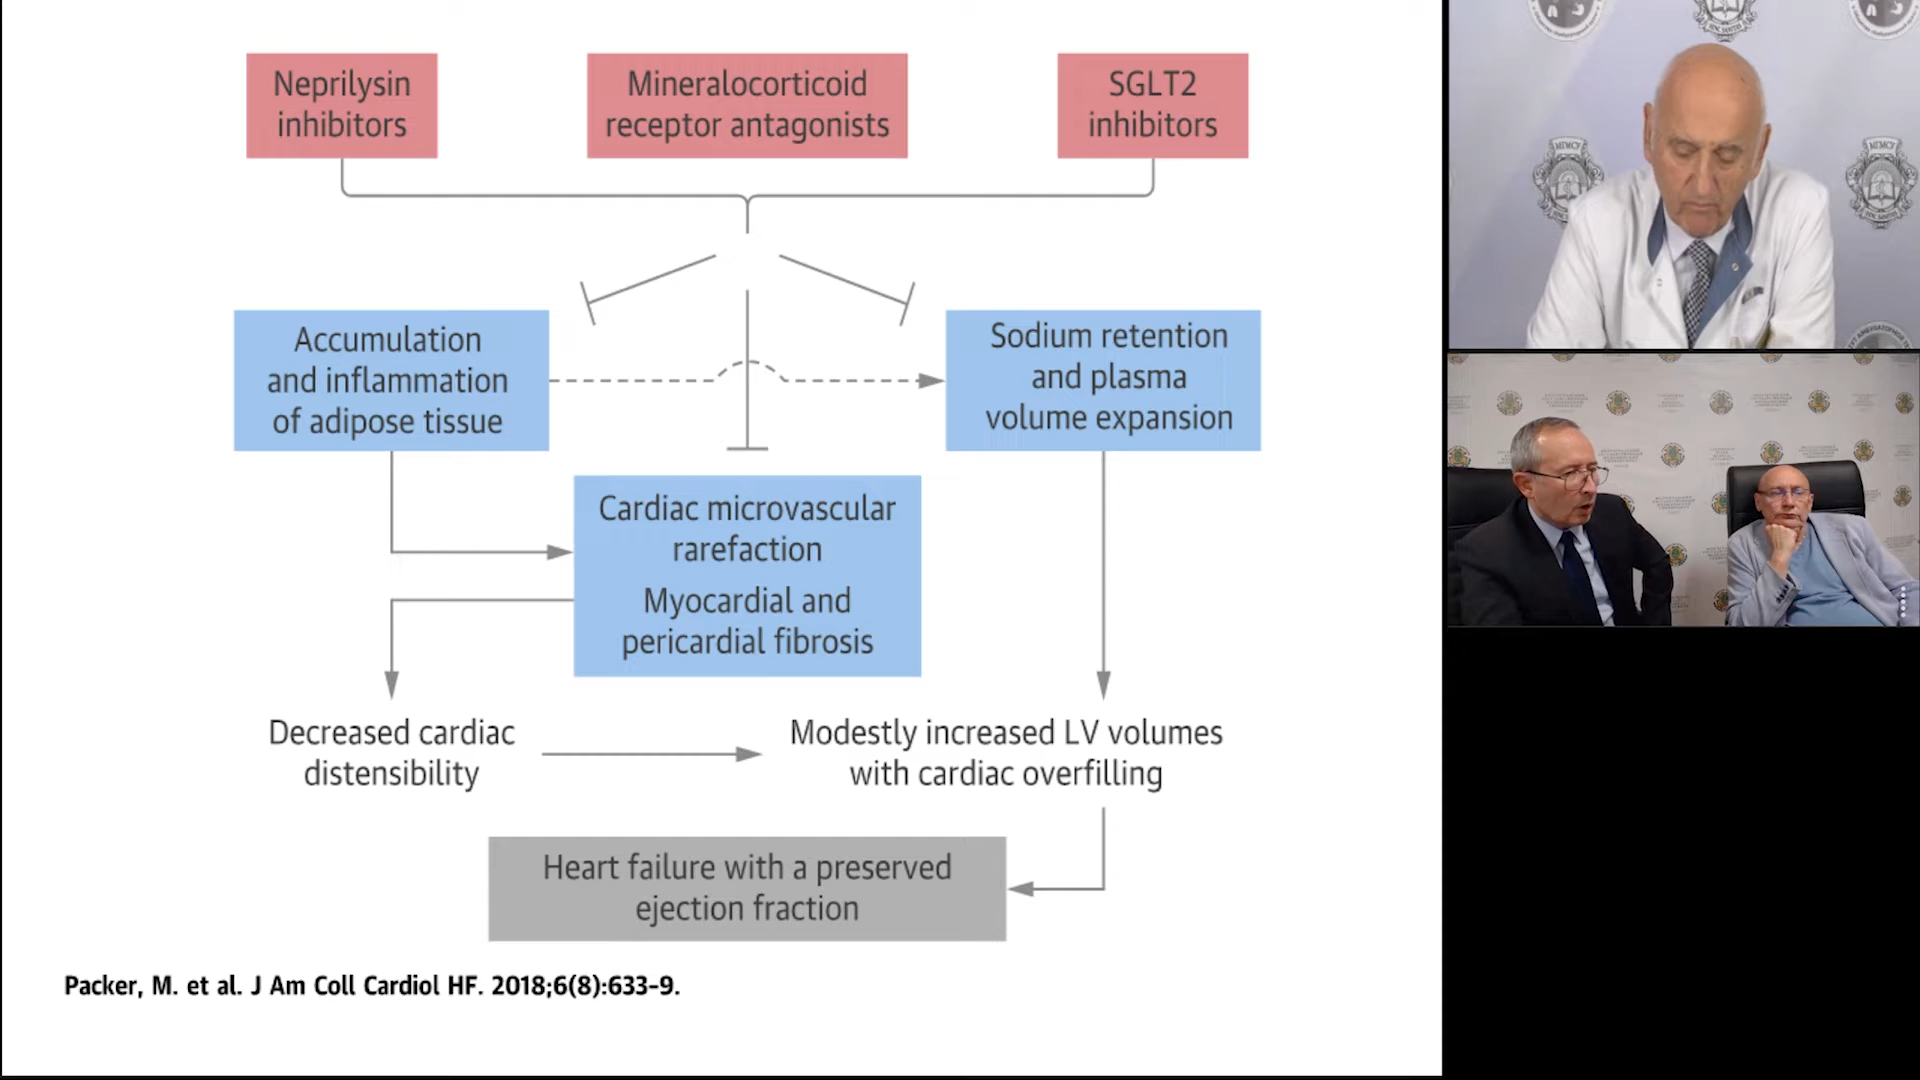 Neprilysin
inhibitors
Mineralocorticoid
receptor antagonists
SGLT2
inhibitors
Accumulation
and inflammation
of adipose tissue
Sodium retention
and plasma
volume expansion
Cardiac microvascular
rarefaction
Myocardial and
pericardial fibrosis
Decreased cardiac
distensibility
Modestly increased LV volumes
with cardiac overfilling
Heart failure with a preserved
ejection fraction
Packer, M. et al. J Am Coll Cardiol HF. 2018;6(8):633-9.
МГМСУ
МГМСУ